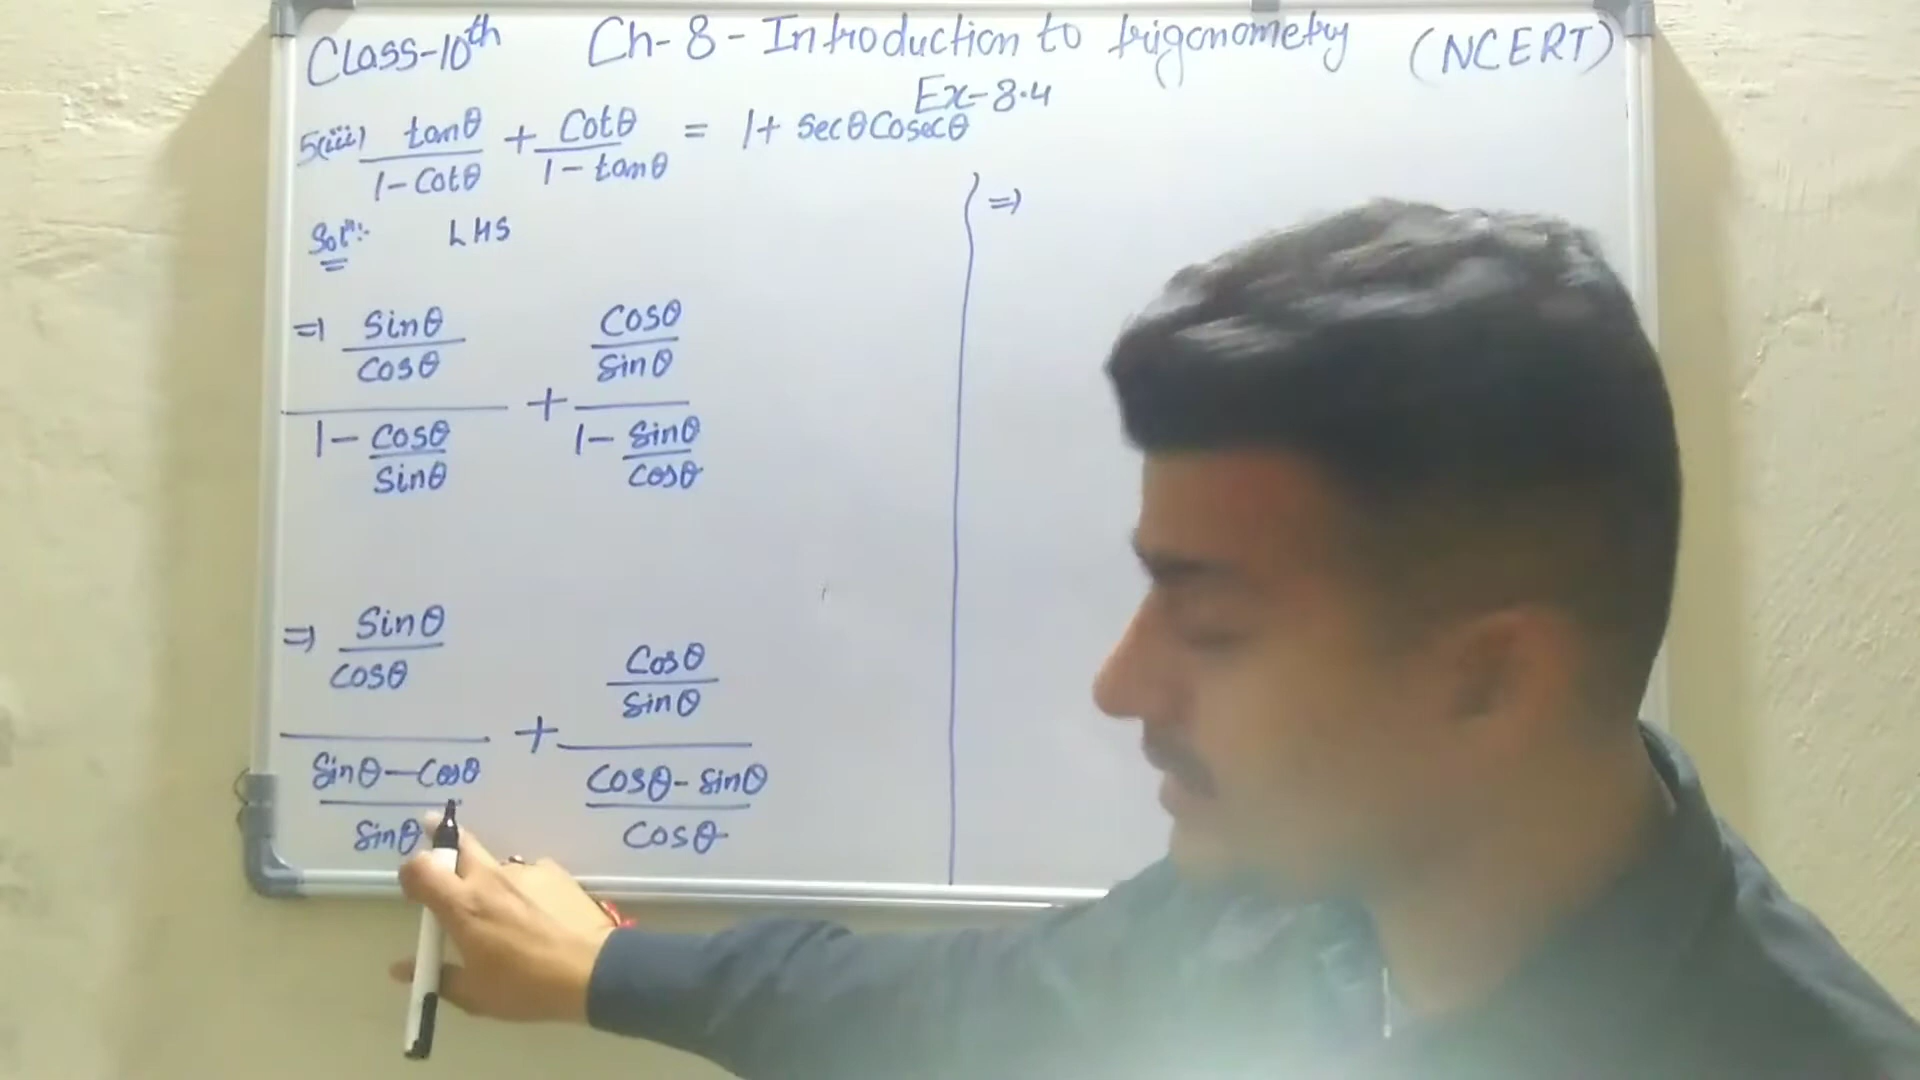 Class-10th Ch-8-Introduction to trigonometry (NCERT)
Ex-8.4
5(iii) tanθ/1-Cotθ + Cotθ/1-tanθ = 1+ SecθCosecθ
Solⁿ:- LHS
=) Sinθ/Cosθ / 1-Cosθ/Sinθ + Cosθ/Sinθ / 1-Sinθ/Cosθ
=) Sinθ/Cosθ / Sinθ-Cosθ/Sinθ + Cosθ/Sinθ / Cosθ-Sinθ/Cosθ
=)